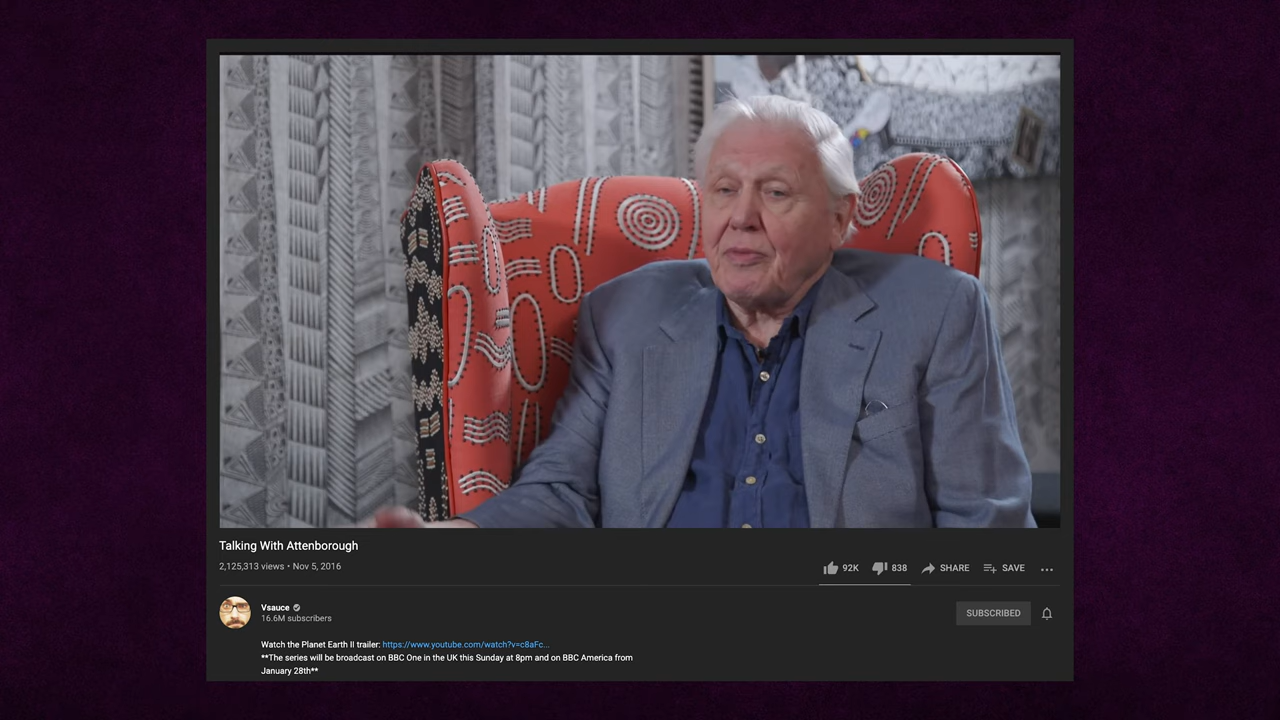 Talking With Attenborough
2,125,313 views • Nov 5, 2016
92K 838 SHARE SAVE
Vsauce
16.6M subscribers
SUBSCRIBED
Watch the Planet Earth II trailer: https://www.youtube.com/watch?v=c8aFc...
**The series will be broadcast on BBC One in the UK this Sunday at 8pm and on BBC America from
January 28th**